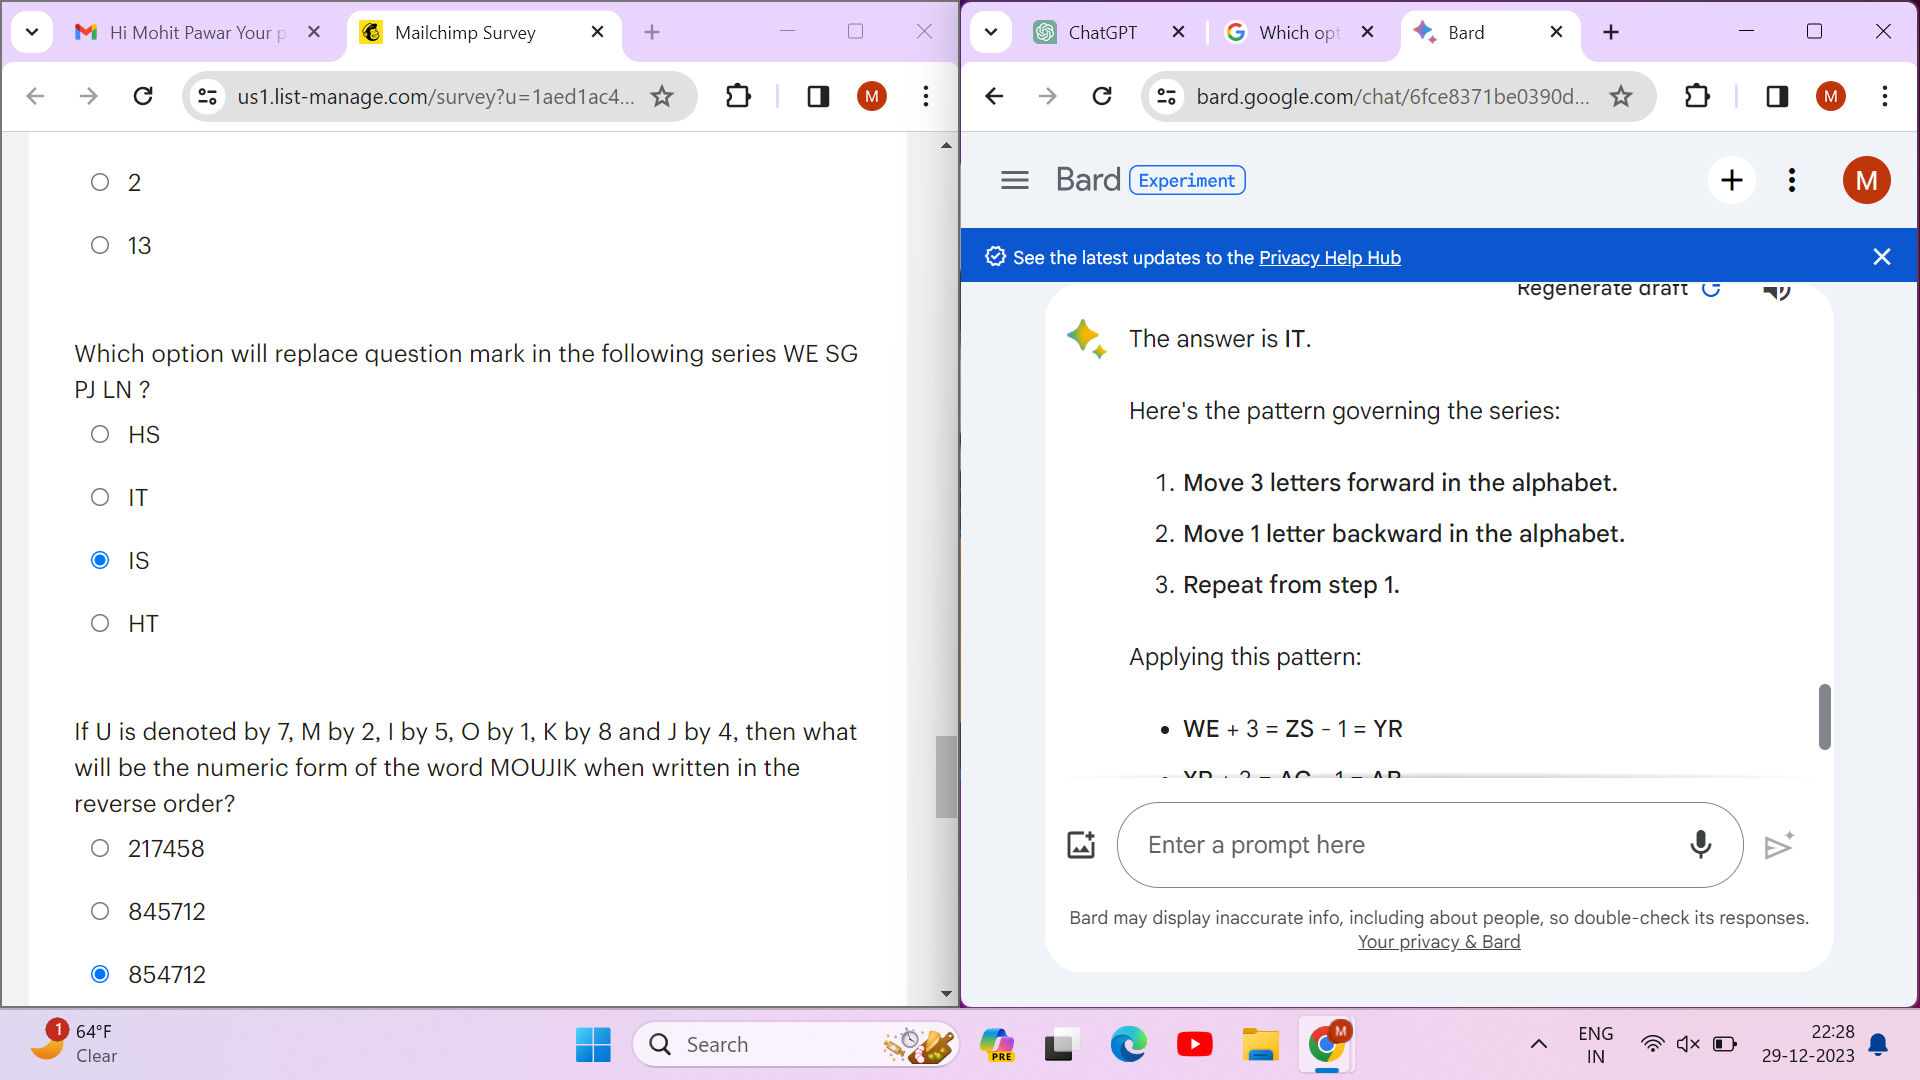 Hi Mohit Pawar Your p
Mailchimp Survey
us1.list-manage.com/survey?u=1aed1ac4...
M
2
13
Which option will replace question mark in the following series WE SG
PJ LN ?
HS
IT
IS
HT
If U is denoted by 7, M by 2, I by 5, O by 1, K by 8 and J by 4, then what
will be the numeric form of the word MOUJIK when written in the
reverse order?
217458
845712
854712
ChatGPT
Which opt
Bard
bard.google.com/chat/6fce8371be0390d...
M
Bard Experiment
M
See the latest updates to the Privacy Help Hub
Regenerate draft
The answer is IT.
Here's the pattern governing the series:
1. Move 3 letters forward in the alphabet.
2. Move 1 letter backward in the alphabet.
3. Repeat from step 1.
Applying this pattern:
• WE + 3 = ZS - 1 = YR
Enter a prompt here
Bard may display inaccurate info, including about people, so double-check its responses.
Your privacy & Bard
1
64°F
Clear
Search
PRE
M
ENG
IN
22:28
29-12-2023